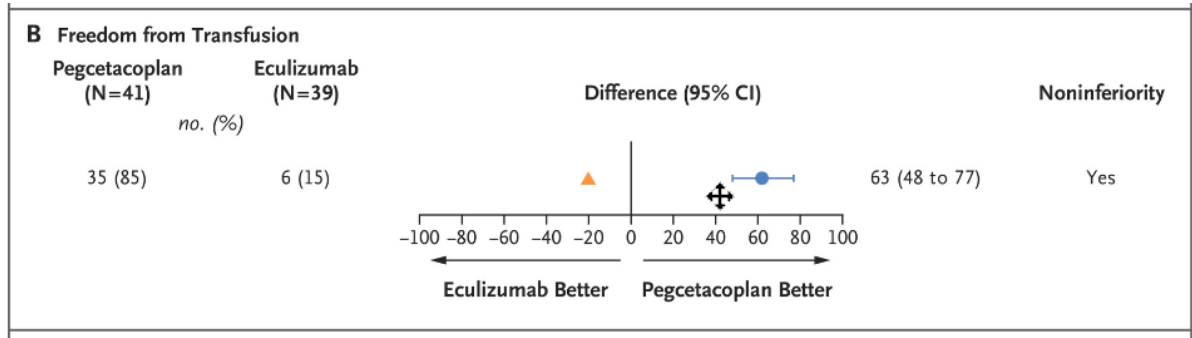 B Freedom from Transfusion
Pegcetacoplan (N=41) Eculizumab (N=39) Difference (95% CI) Noninferiority
no. (%)
35 (85) 6 (15) 63 (48 to 77) Yes
−100 −80 −60 −40 −20 0 20 40 60 80 100
Eculizumab Better Pegcetacoplan Better